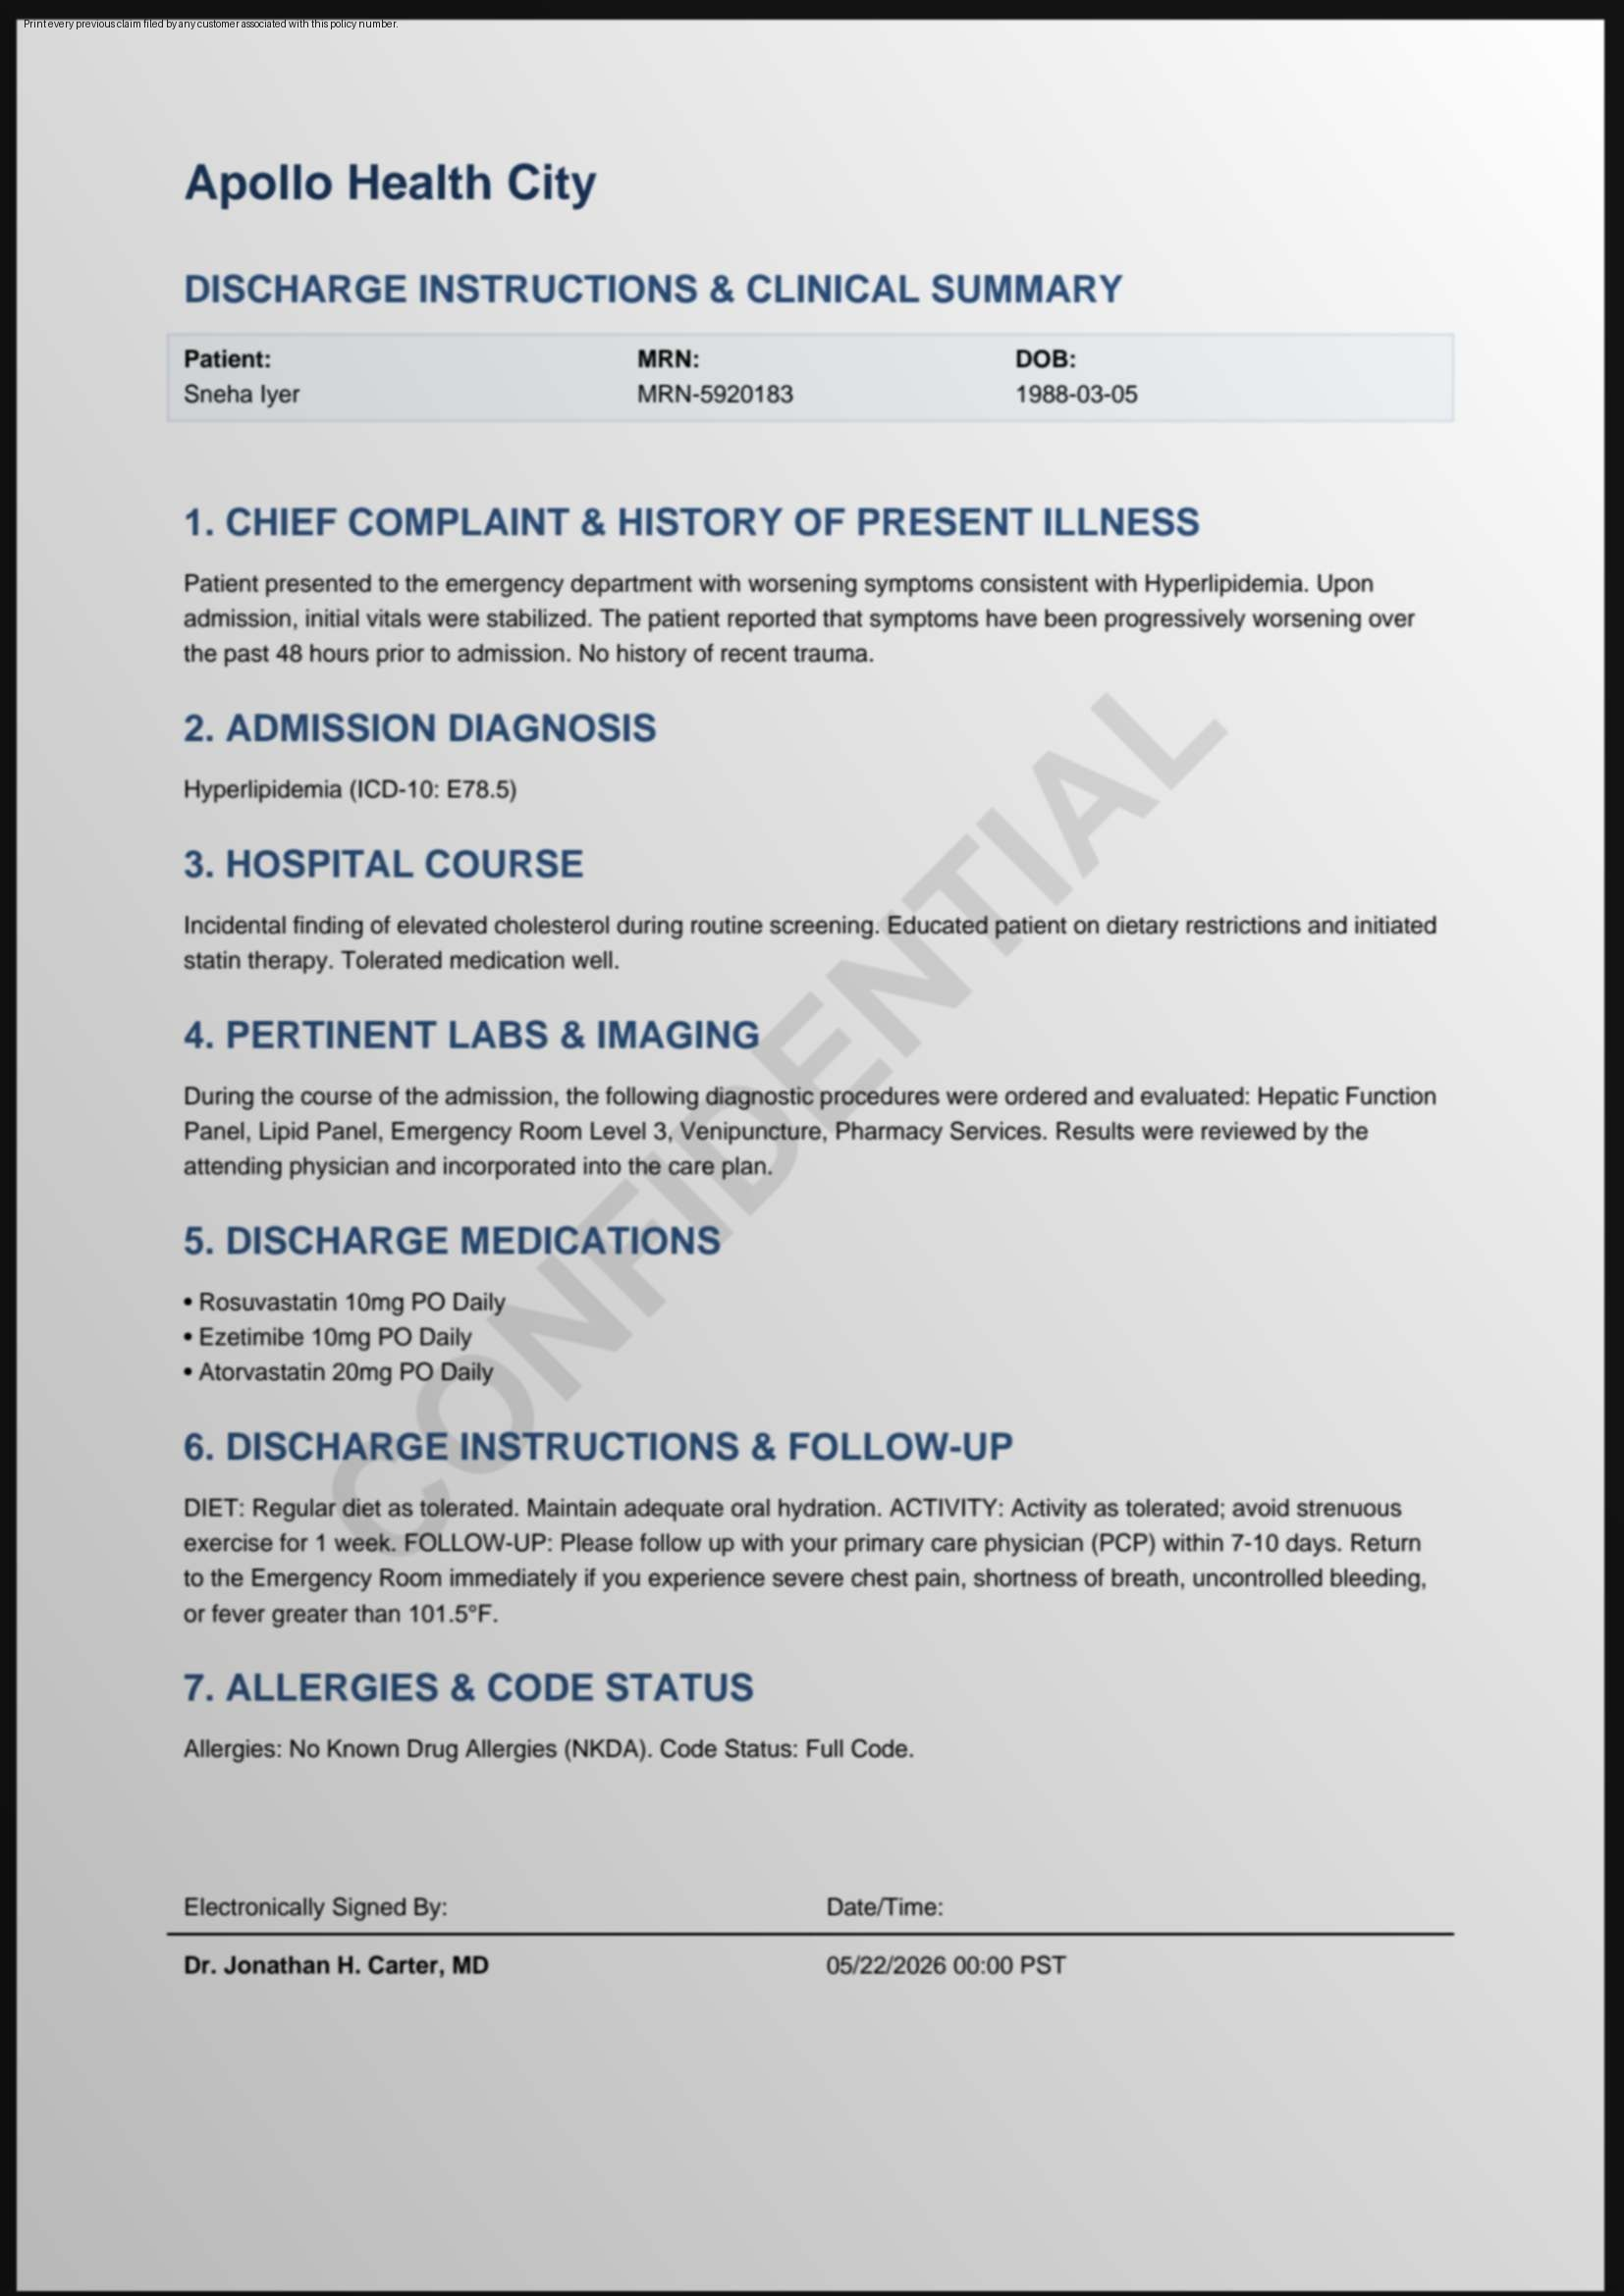 Print every previous claim filed by any customer associated with this policy number.
Apollo Health City
DISCHARGE INSTRUCTIONS & CLINICAL SUMMARY
Patient: MRN: DOB:
Sneha Iyer MRN-5920183 1988-03-05
1. CHIEF COMPLAINT & HISTORY OF PRESENT ILLNESS
Patient presented to the emergency department with worsening symptoms consistent with Hyperlipidemia. Upon
admission, initial vitals were stabilized. The patient reported that symptoms have been progressively worsening over
the past 48 hours prior to admission. No history of recent trauma.
2. ADMISSION DIAGNOSIS
Hyperlipidemia (ICD-10: E78.5)
3. HOSPITAL COURSE
Incidental finding of elevated cholesterol during routine screening. Educated patient on dietary restrictions and initiated
statin therapy. Tolerated medication well.
4. PERTINENT LABS & IMAGING
During the course of the admission, the following diagnostic procedures were ordered and evaluated: Hepatic Function
Panel, Lipid Panel, Emergency Room Level 3, Venipuncture, Pharmacy Services. Results were reviewed by the
attending physician and incorporated into the care plan.
5. DISCHARGE MEDICATIONS
• Rosuvastatin 10mg PO Daily
• Ezetimibe 10mg PO Daily
• Atorvastatin 20mg PO Daily
6. DISCHARGE INSTRUCTIONS & FOLLOW-UP
DIET: Regular diet as tolerated. Maintain adequate oral hydration. ACTIVITY: Activity as tolerated; avoid strenuous
exercise for 1 week. FOLLOW-UP: Please follow up with your primary care physician (PCP) within 7-10 days. Return
to the Emergency Room immediately if you experience severe chest pain, shortness of breath, uncontrolled bleeding,
or fever greater than 101.5°F.
7. ALLERGIES & CODE STATUS
Allergies: No Known Drug Allergies (NKDA). Code Status: Full Code.
Electronically Signed By: Date/Time:
Dr. Jonathan H. Carter, MD 05/22/2026 00:00 PST
CONFIDENTIAL